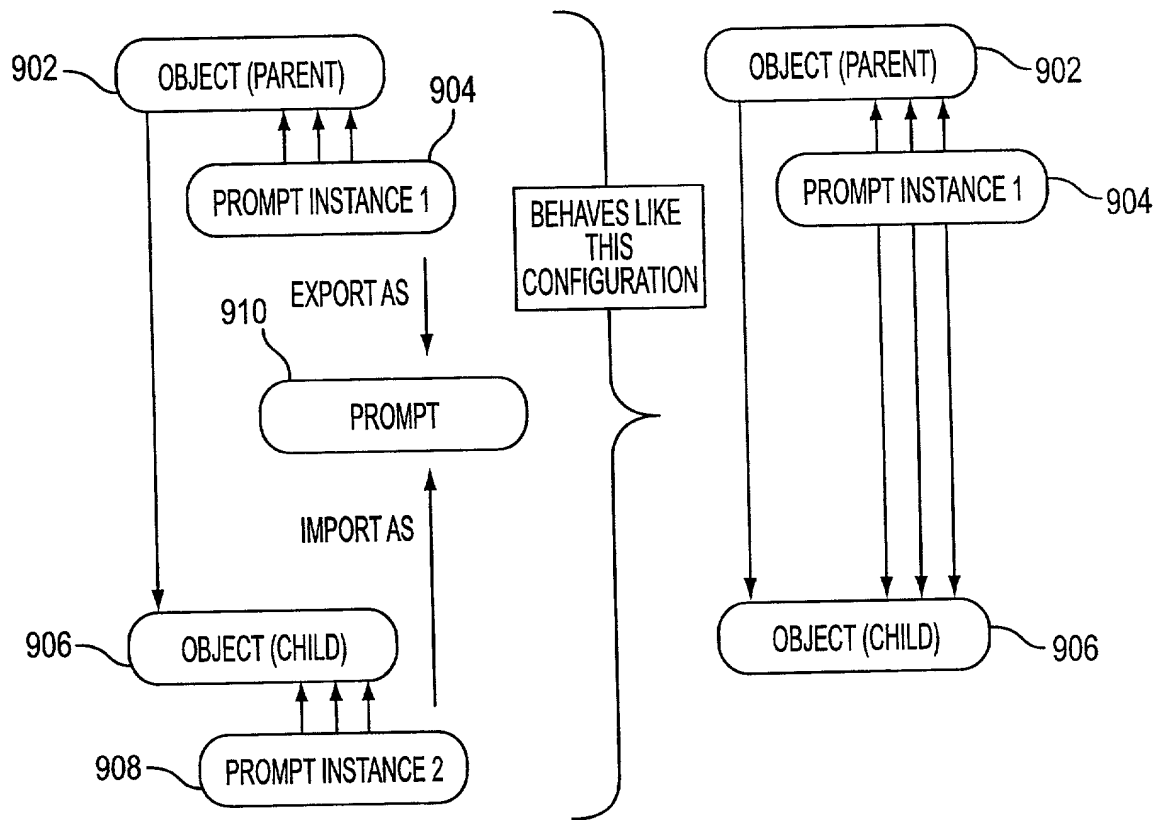 902
OBJECT (PARENT)
904
PROMPT INSTANCE 1
EXPORT AS
910
PROMPT
IMPORT AS
906
OBJECT (CHILD)
908
PROMPT INSTANCE 2
BEHAVES LIKE
THIS
CONFIGURATION
OBJECT (PARENT)
902
PROMPT INSTANCE 1
904
OBJECT (CHILD)
906